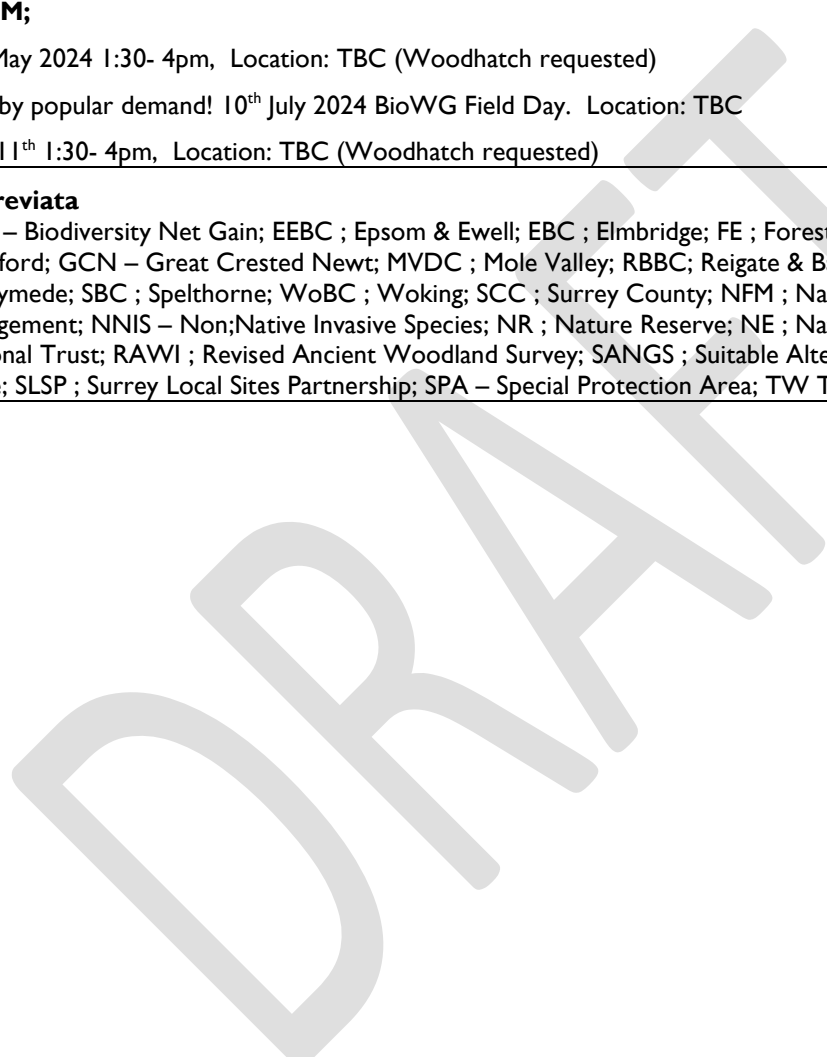 M;
May 2024 1:30- 4pm, Location: TBC (Woodhatch requested)
by popular demand! 10th July 2024 BioWG Field Day. Location: TBC
11th 1:30- 4pm, Location: TBC (Woodhatch requested)
reviata
– Biodiversity Net Gain; EEBC ; Epsom & Ewell; EBC ; Elmbridge; FE ; Forest
ford; GCN – Great Crested Newt; MVDC ; Mole Valley; RBBC; Reigate & B
ymede; SBC ; Spelthorne; WoBC ; Woking; SCC ; Surrey County; NFM ; Na
gement; NNIS – Non;Native Invasive Species; NR ; Nature Reserve; NE ; Na
onal Trust; RAWI ; Revised Ancient Woodland Survey; SANGS ; Suitable Alte
; SLSP ; Surrey Local Sites Partnership; SPA – Special Protection Area; TW T
DRAFT